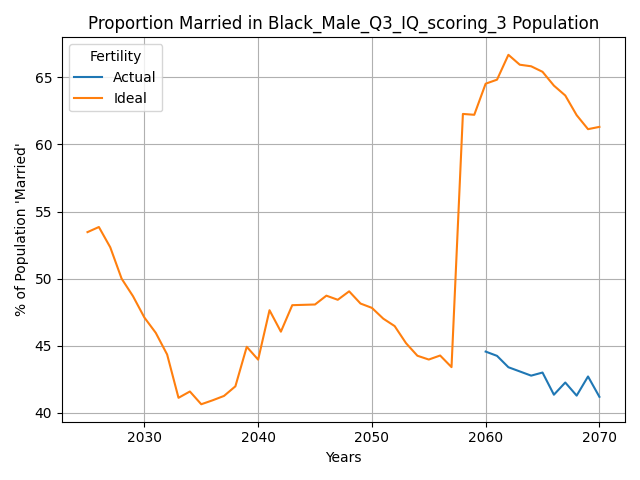 Proportion Married in Black_Male_Q3_IQ_scoring_3 Population
Fertility
Actual
Ideal
% of Population 'Married'
65
60
55
50
45
40
2030
2040
2050
2060
2070
Years